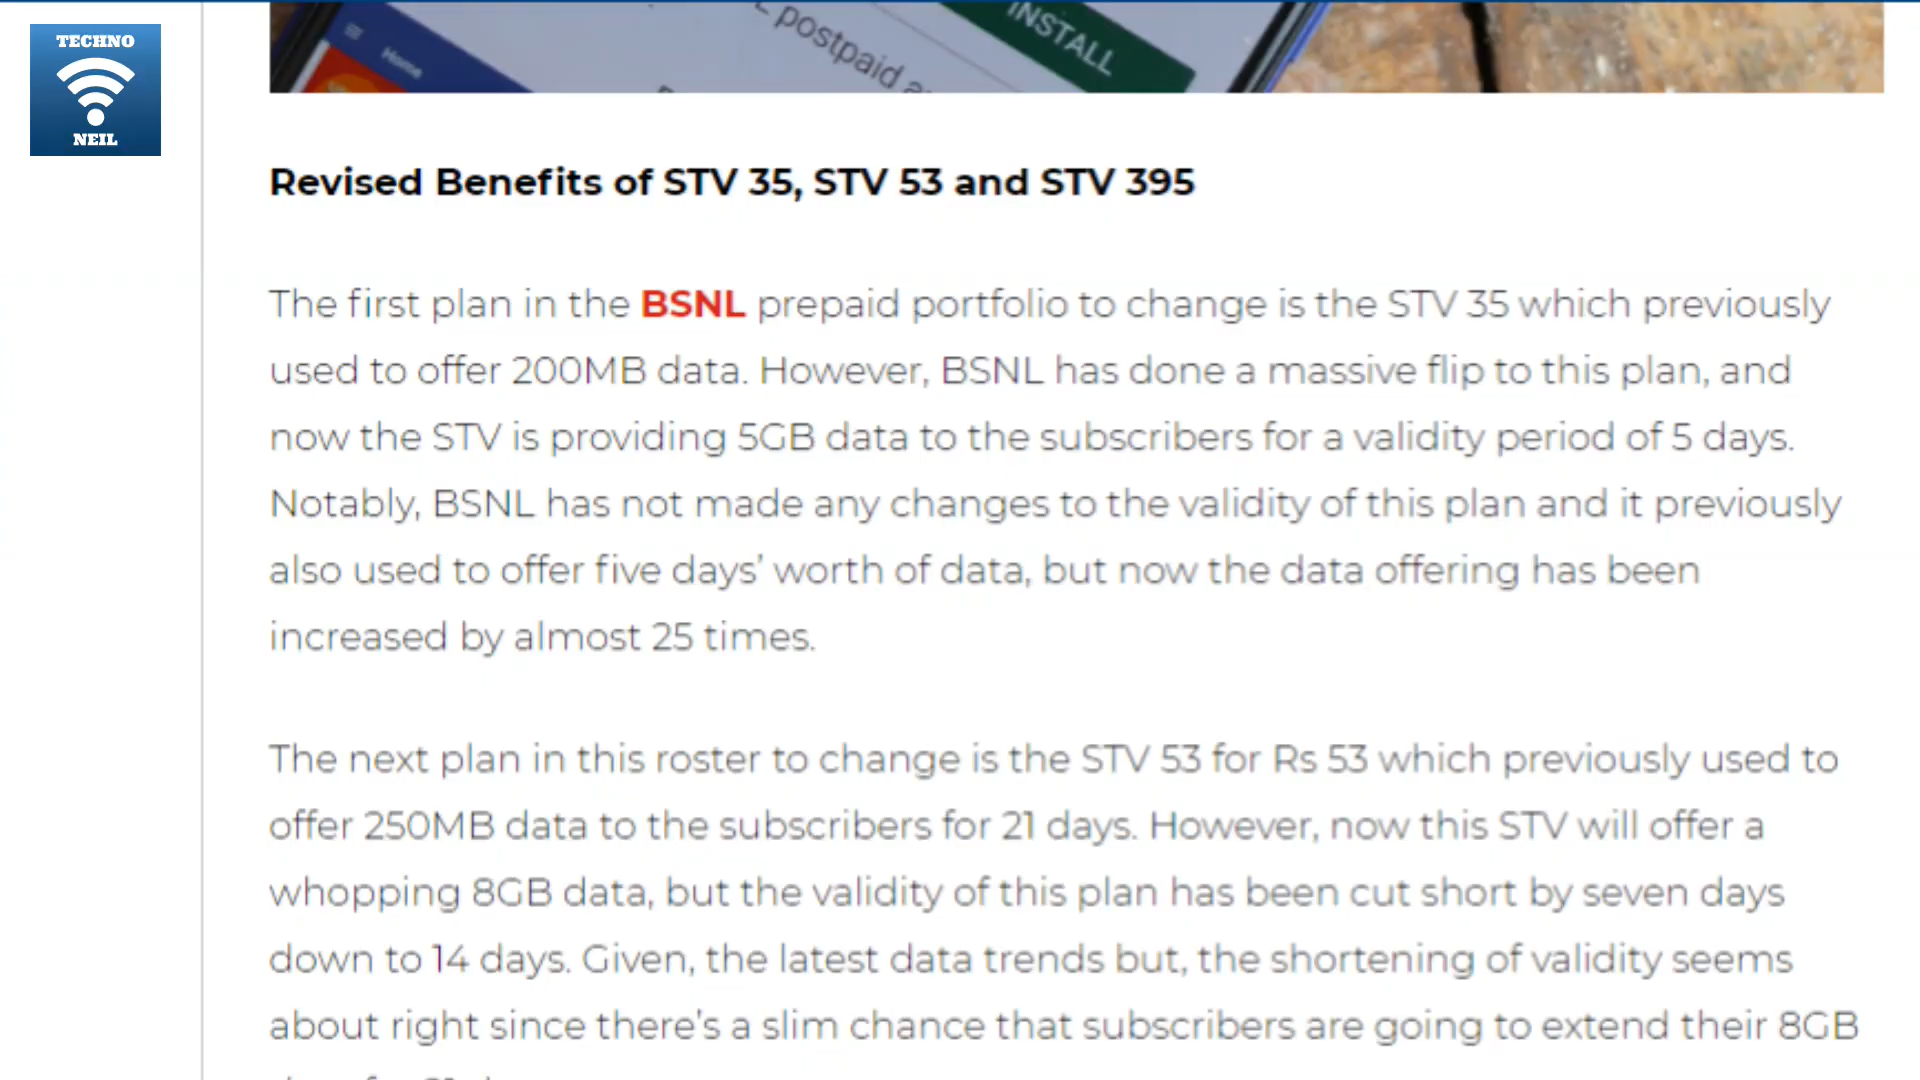 TECHNO
NEIL
Home
postpaid
INSTALL
Revised Benefits of STV 35, STV 53 and STV 395
The first plan in the BSNL prepaid portfolio to change is the STV 35 which previously
used to offer 200MB data. However, BSNL has done a massive flip to this plan, and
now the STV is providing 5GB data to the subscribers for a validity period of 5 days.
Notably, BSNL has not made any changes to the validity of this plan and it previously
also used to offer five days’ worth of data, but now the data offering has been
increased by almost 25 times.
The next plan in this roster to change is the STV 53 for Rs 53 which previously used to
offer 250MB data to the subscribers for 21 days. However, now this STV will offer a
whopping 8GB data, but the validity of this plan has been cut short by seven days
down to 14 days. Given, the latest data trends but, the shortening of validity seems
about right since there’s a slim chance that subscribers are going to extend their 8GB